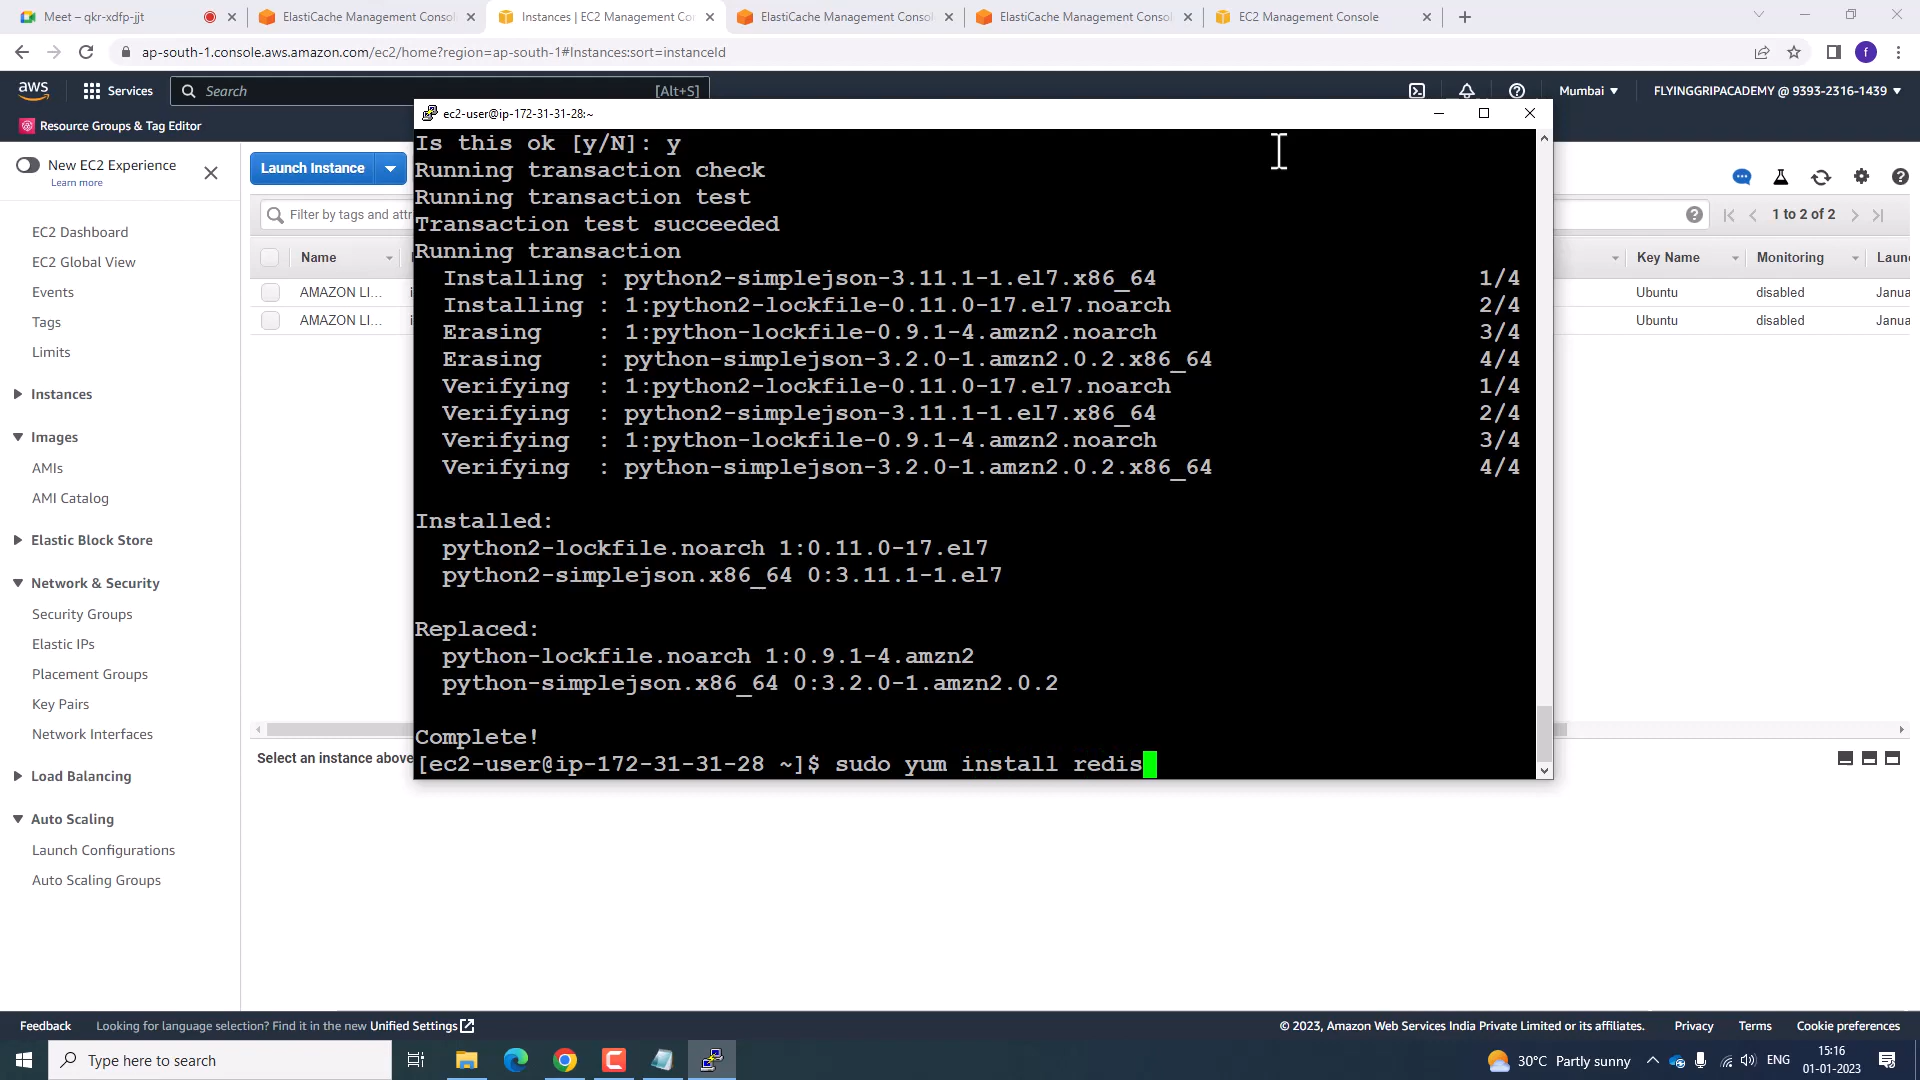 Meet – qkr-xdfp-jjt
ElastiCache Management Consol
Instances | EC2 Management Cor
ElastiCache Management Consol
ElastiCache Management Consol
EC2 Management Console
ap-south-1.console.aws.amazon.com/ec2/home?region=ap-south-1#Instances:sort=instanceId
f
aws
Services
Search
[Alt+S]
Mumbai
FLYINGGRIPACADEMY @ 9393-2316-1439
Resource Groups & Tag Editor
New EC2 Experience
Learn more
EC2 Dashboard
EC2 Global View
Events
Tags
Limits
Instances
Images
AMIs
AMI Catalog
Elastic Block Store
Network & Security
Security Groups
Elastic IPs
Placement Groups
Key Pairs
Network Interfaces
Load Balancing
Auto Scaling
Launch Configurations
Auto Scaling Groups
Launch Instance
Filter by tags and attr
1 to 2 of 2
Name
Key Name
Monitoring
Laun
AMAZON LI...
Ubuntu
disabled
Janua
AMAZON LI...
Ubuntu
disabled
Janua
Select an instance above
ec2-user@ip-172-31-31-28:~
Is this ok [y/N]: y
Running transaction check
Running transaction test
Transaction test succeeded
Running transaction
Installing : python2-simplejson-3.11.1-1.el7.x86_64 1/4
Installing : 1:python2-lockfile-0.11.0-17.el7.noarch 2/4
Erasing : 1:python-lockfile-0.9.1-4.amzn2.noarch 3/4
Erasing : python-simplejson-3.2.0-1.amzn2.0.2.x86_64 4/4
Verifying : 1:python2-lockfile-0.11.0-17.el7.noarch 1/4
Verifying : python2-simplejson-3.11.1-1.el7.x86_64 2/4
Verifying : 1:python-lockfile-0.9.1-4.amzn2.noarch 3/4
Verifying : python-simplejson-3.2.0-1.amzn2.0.2.x86_64 4/4
Installed:
python2-lockfile.noarch 1:0.11.0-17.el7
python2-simplejson.x86_64 0:3.11.1-1.el7
Replaced:
python-lockfile.noarch 1:0.9.1-4.amzn2
python-simplejson.x86_64 0:3.2.0-1.amzn2.0.2
Complete!
[ec2-user@ip-172-31-31-28 ~]$ sudo yum install redis
Feedback
Looking for language selection? Find it in the new Unified Settings
© 2023, Amazon Web Services India Private Limited or its affiliates.
Privacy
Terms
Cookie preferences
Type here to search
30°C Partly sunny
ENG
15:16
01-01-2023